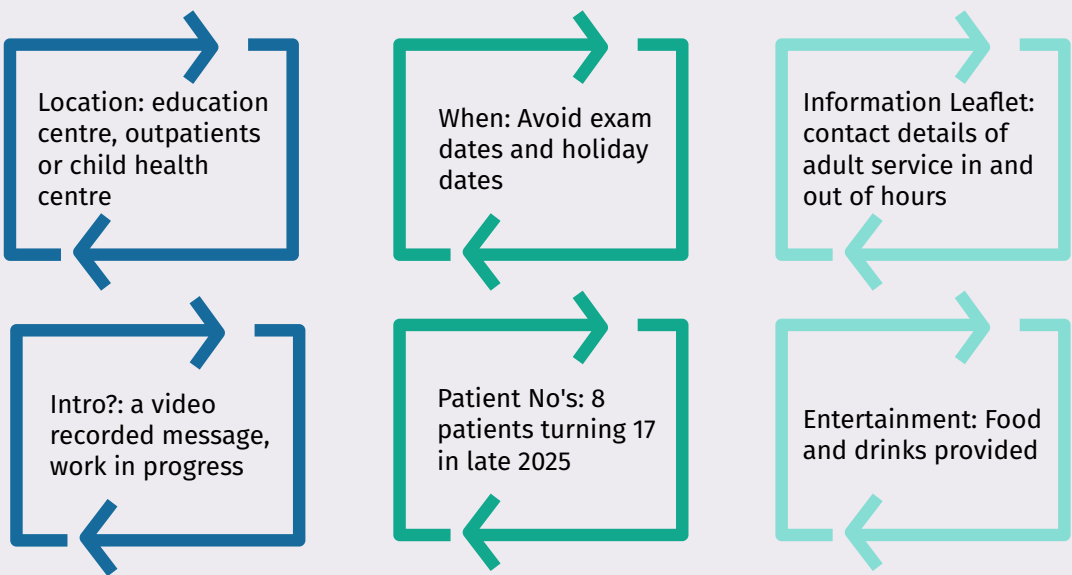 Location: education
centre, outpatients
or child health
centre
When: Avoid exam
dates and holiday
dates
Information Leaflet:
contact details of
adult service in and
out of hours
Intro?: a video
recorded message,
work in progress
Patient No's: 8
patients turning 17
in late 2025
Entertainment: Food
and drinks provided